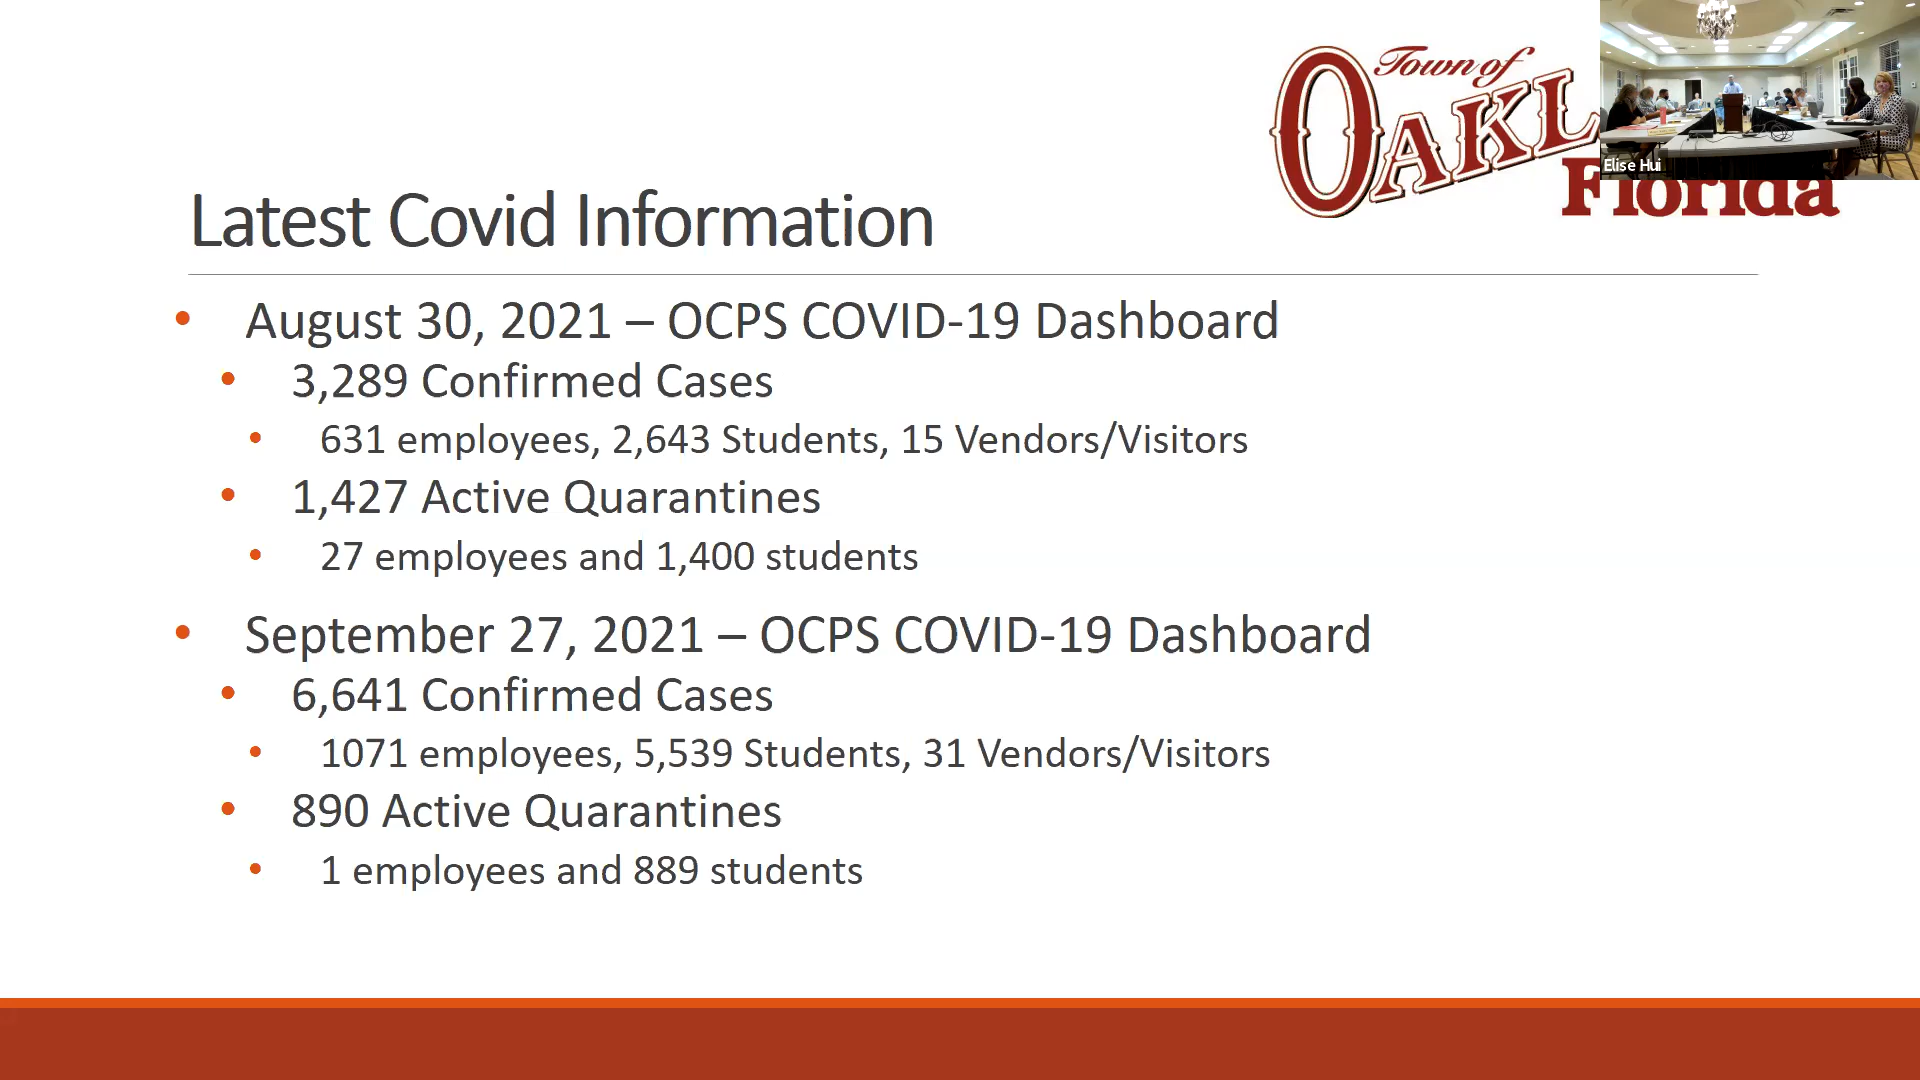 Town of
OAKL
Florida
Elise Hui
Latest Covid Information
• August 30, 2021 – OCPS COVID-19 Dashboard
• 3,289 Confirmed Cases
• 631 employees, 2,643 Students, 15 Vendors/Visitors
• 1,427 Active Quarantines
• 27 employees and 1,400 students
• September 27, 2021 – OCPS COVID-19 Dashboard
• 6,641 Confirmed Cases
• 1071 employees, 5,539 Students, 31 Vendors/Visitors
• 890 Active Quarantines
• 1 employees and 889 students